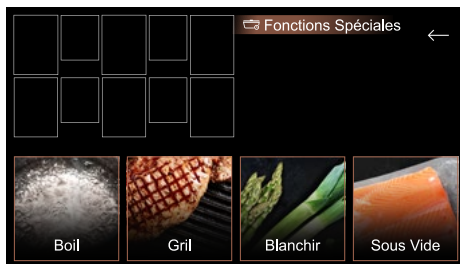 Fonctions Spéciales
Boil
Gril
Blanchir
Sous Vide